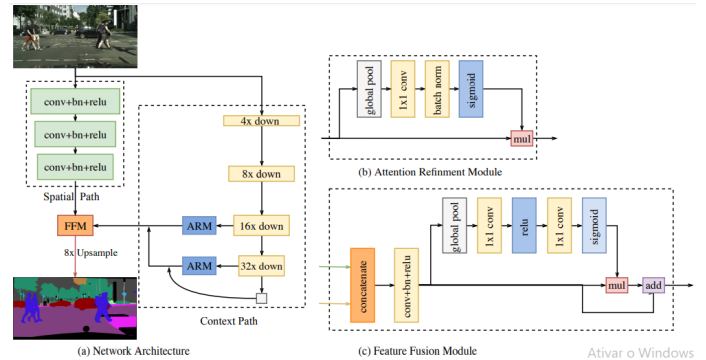 conv+bn+relu
conv+bn+relu
conv+bn+relu
Spatial Path
FFM
8x Upsample
4x down
8x down
ARM
16x down
ARM
32x down
Context Path
(a) Network Architecture
global pool
1x1 conv
batch norm
sigmoid
mul
(b) Attention Refinment Module
concatenate
conv+bn+relu
global pool
1x1 conv
relu
1x1 conv
sigmoid
mul
add
(c) Feature Fusion Module
Ativar o Windows